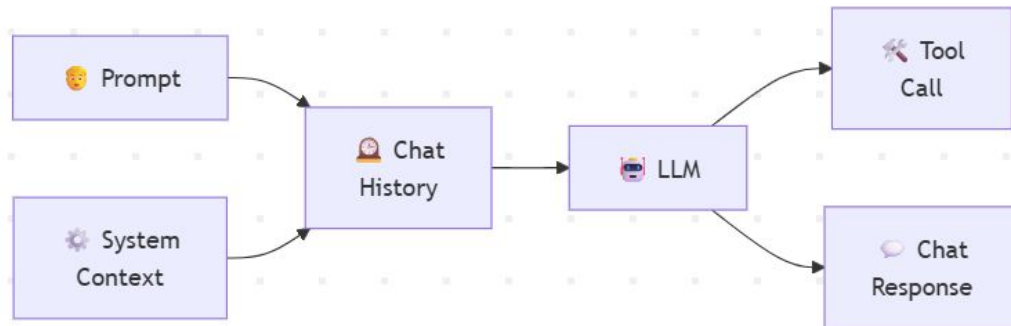 Prompt
System
Context
Chat
History
LLM
Tool
Call
Chat
Response